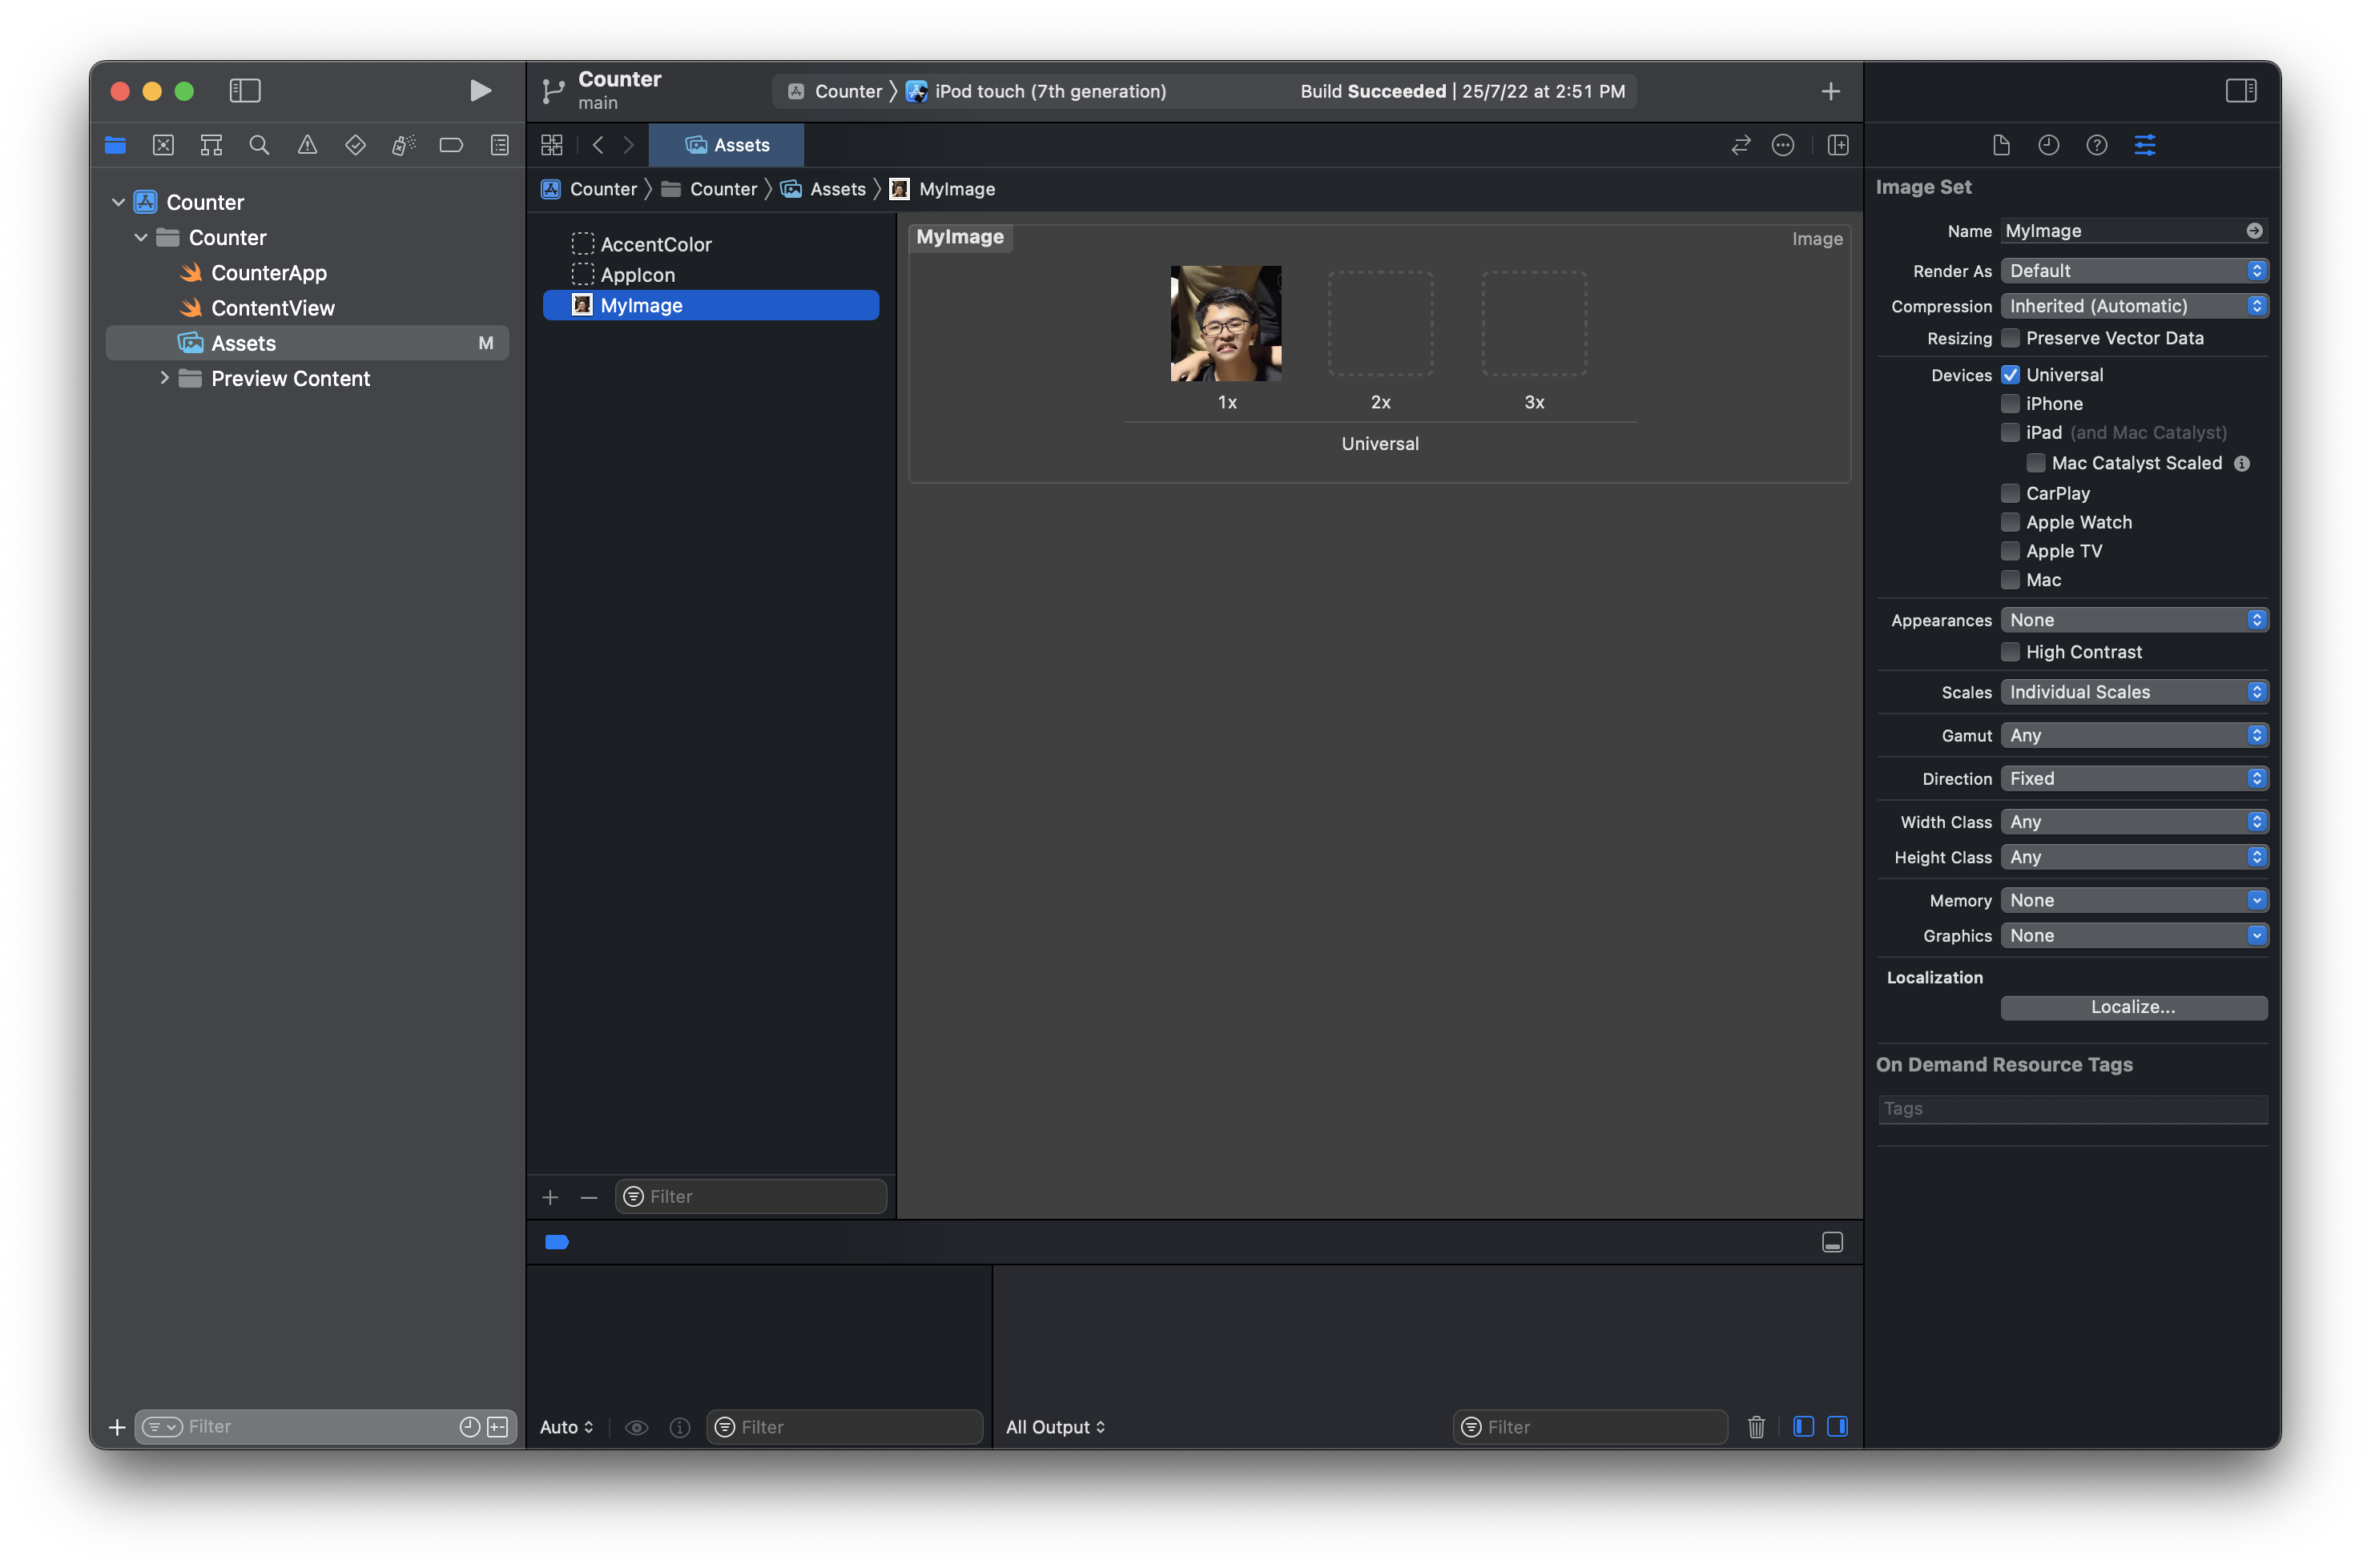 Counter
main
Counter
iPod touch (7th generation)
Build Succeeded | 25/7/22 at 2:51 PM
Assets
Counter
Counter
Assets
MyImage
Counter
Counter
CounterApp
ContentView
Assets
M
Preview Content
Filter
AccentColor
AppIcon
MyImage
Filter
MyImage
Image
1x
2x
3x
Universal
Auto
Filter
All Output
Filter
Image Set
Name MyImage
Render As Default
Compression Inherited (Automatic)
Resizing Preserve Vector Data
Devices Universal
iPhone
iPad (and Mac Catalyst)
Mac Catalyst Scaled
CarPlay
Apple Watch
Apple TV
Mac
Appearances None
High Contrast
Scales Individual Scales
Gamut Any
Direction Fixed
Width Class Any
Height Class Any
Memory None
Graphics None
Localization
Localize...
On Demand Resource Tags
Tags